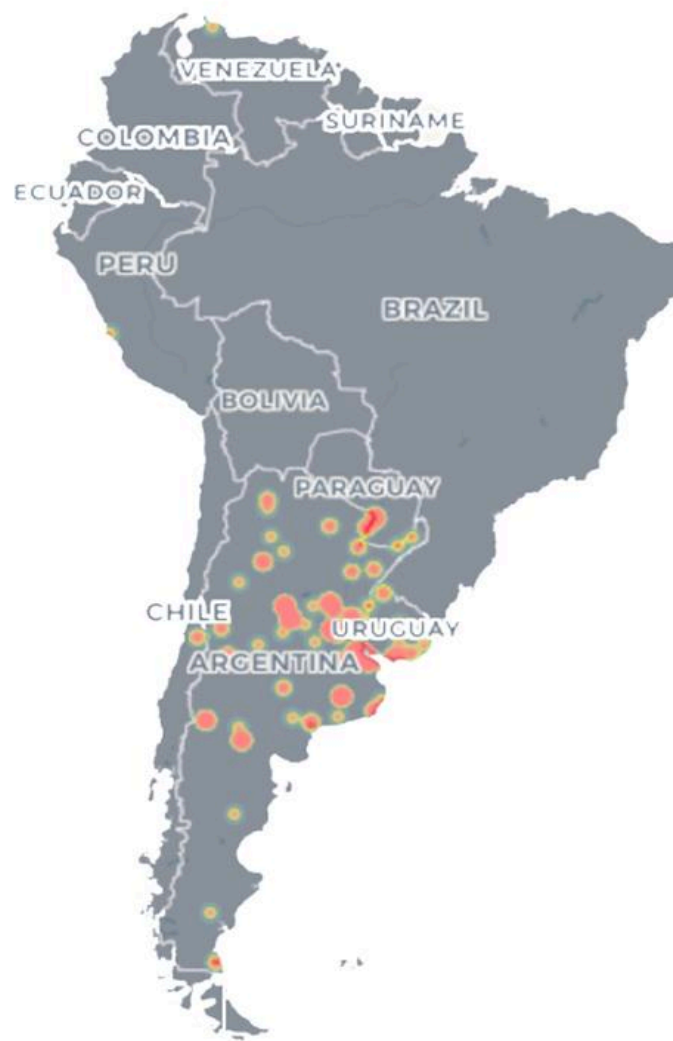 VENEZUELA
SURINAME
COLOMBIA
ECUADOR
PERU
BRAZIL
BOLIVIA
PARAGUAY
CHILE
URUGUAY
ARGENTINA